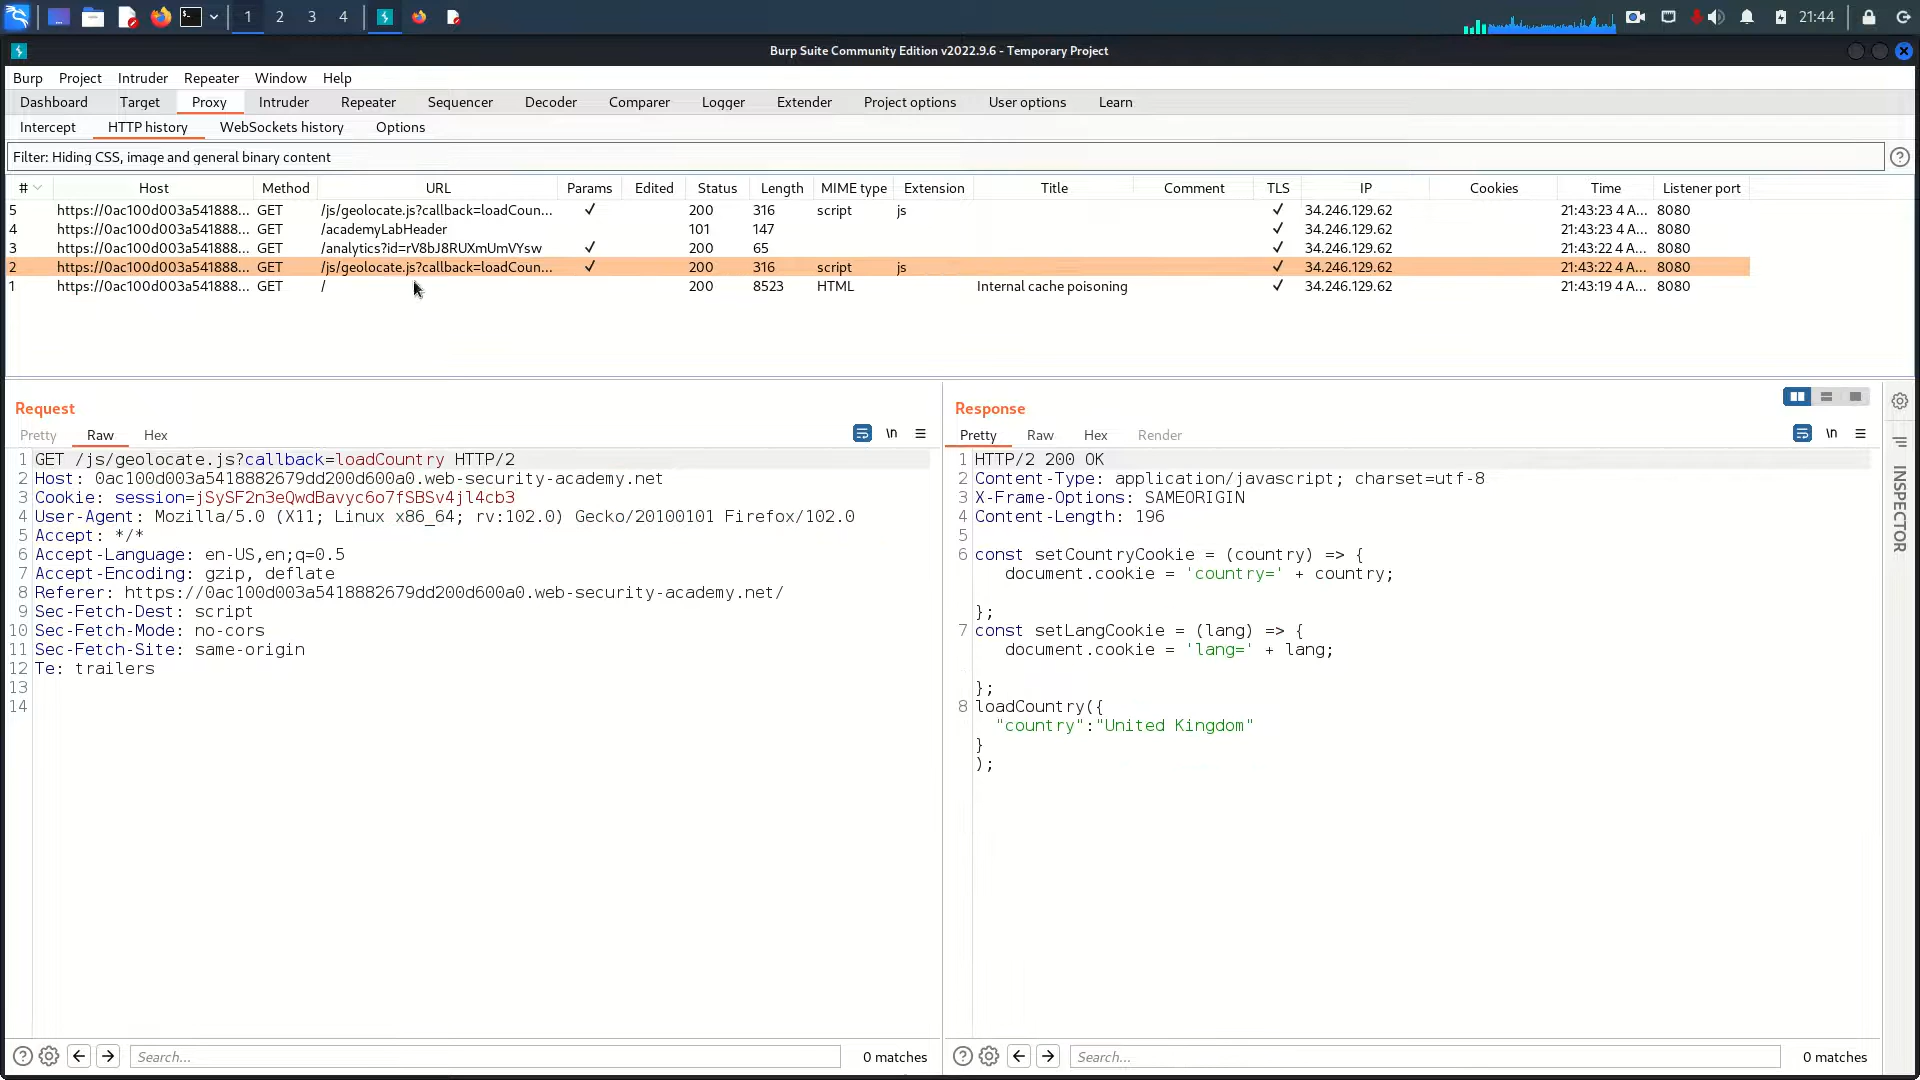 1 2 3 4 21:44
Burp Suite Community Edition v2022.9.6 - Temporary Project
Burp Project Intruder Repeater Window Help
Dashboard Target Proxy Intruder Repeater Sequencer Decoder Comparer Logger Extender Project options User options Learn
Intercept HTTP history WebSockets history Options
Filter: Hiding CSS, image and general binary content
# Host Method URL Params Edited Status Length MIME type Extension Title Comment TLS IP Cookies Time Listener port
5 https://0ac100d003a541888... GET /js/geolocate.js?callback=loadCoun... ✓ 200 316 script js ✓ 34.246.129.62 21:43:23 4 A... 8080
4 https://0ac100d003a541888... GET /academyLabHeader 101 147 ✓ 34.246.129.62 21:43:23 4 A... 8080
3 https://0ac100d003a541888... GET /analytics?id=rV8bJ8RUXmUmVYsw ✓ 200 65 ✓ 34.246.129.62 21:43:22 4 A... 8080
2 https://0ac100d003a541888... GET /js/geolocate.js?callback=loadCoun... ✓ 200 316 script js ✓ 34.246.129.62 21:43:22 4 A... 8080
1 https://0ac100d003a541888... GET / 200 8523 HTML Internal cache poisoning ✓ 34.246.129.62 21:43:19 4 A... 8080
Request
Pretty Raw Hex \n
1 GET /js/geolocate.js?callback=loadCountry HTTP/2
2 Host: 0ac100d003a5418882679dd200d600a0.web-security-academy.net
3 Cookie: session=jSySF2n3eQwdBavyc6o7fSBSv4jl4cb3
4 User-Agent: Mozilla/5.0 (X11; Linux x86_64; rv:102.0) Gecko/20100101 Firefox/102.0
5 Accept: */*
6 Accept-Language: en-US,en;q=0.5
7 Accept-Encoding: gzip, deflate
8 Referer: https://0ac100d003a5418882679dd200d600a0.web-security-academy.net/
9 Sec-Fetch-Dest: script
10 Sec-Fetch-Mode: no-cors
11 Sec-Fetch-Site: same-origin
12 Te: trailers
13
14
Search... 0 matches
Response
Pretty Raw Hex Render \n
1 HTTP/2 200 OK
2 Content-Type: application/javascript; charset=utf-8
3 X-Frame-Options: SAMEORIGIN
4 Content-Length: 196
5
6 const setCountryCookie = (country) => {
document.cookie = 'country=' + country;
};
7 const setLangCookie = (lang) => {
document.cookie = 'lang=' + lang;
};
8 loadCountry({
"country":"United Kingdom"
}
);
Search... 0 matches
INSPECTOR